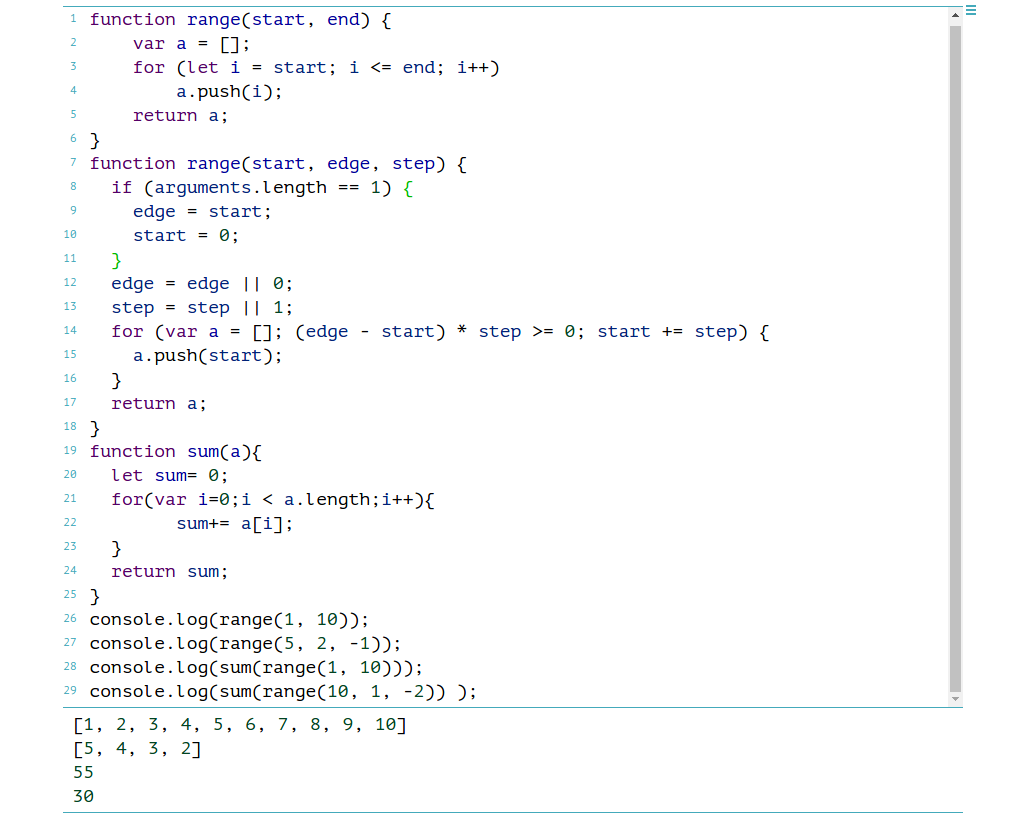 1 function range(start, end) {
2     var a = [];
3     for (let i = start; i <= end; i++)
4         a.push(i);
5     return a;
6 }
7 function range(start, edge, step) {
8   if (arguments.length == 1) {
9     edge = start;
10     start = 0;
11   }
12   edge = edge || 0;
13   step = step || 1;
14   for (var a = []; (edge - start) * step >= 0; start += step) {
15     a.push(start);
16   }
17   return a;
18 }
19 function sum(a){
20   let sum= 0;
21   for(var i=0;i < a.length;i++){
22         sum+= a[i];
23   }
24   return sum;
25 }
26 console.log(range(1, 10));
27 console.log(range(5, 2, -1));
28 console.log(sum(range(1, 10)));
29 console.log(sum(range(10, 1, -2)) );
[1, 2, 3, 4, 5, 6, 7, 8, 9, 10]
[5, 4, 3, 2]
55
30